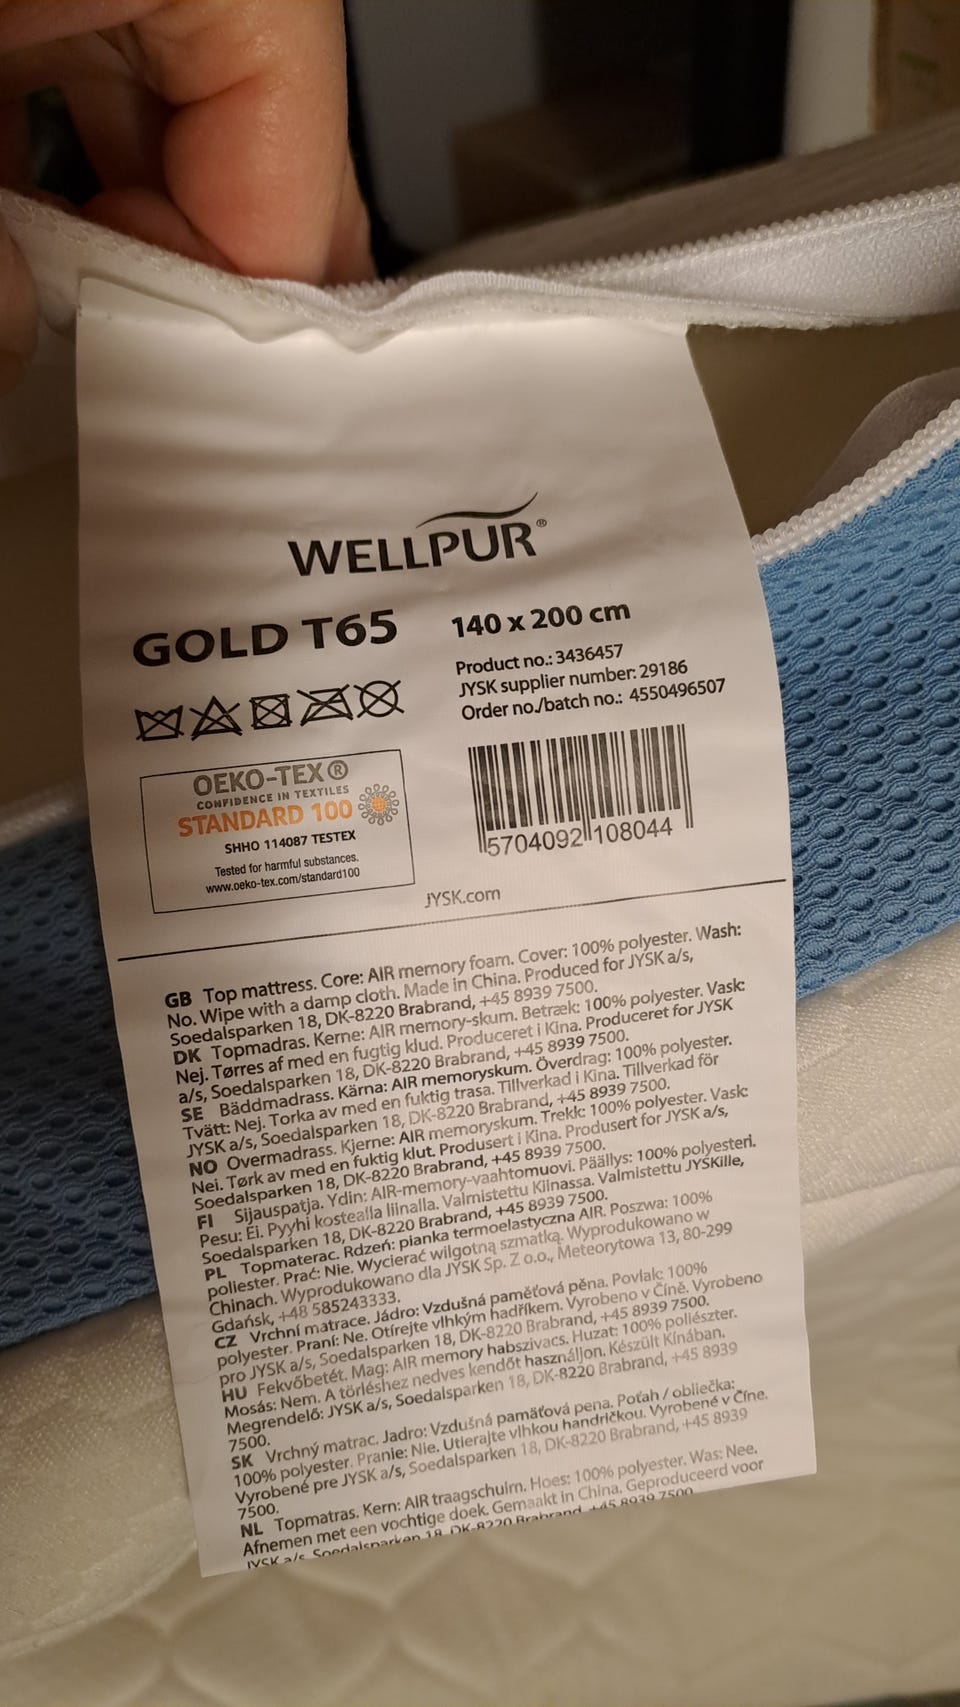 WELLPUR®
GOLD T65
140 x 200 cm
Product no.: 3436457
JYSK supplier number: 29186
Order no./batch no.: 4550496507
OEKO-TEX®
CONFIDENCE IN TEXTILES
STANDARD 100
SHHO 114087 TESTEX
Tested for harmful substances.
www.oeko-tex.com/standard100
5704092108044
JYSK.com
GB Top mattress. Core: AIR memory foam. Cover: 100% polyester. Wash:
No. Wipe with a damp cloth. Made in China. Produced for JYSK a/s,
Soedalsparken 18, DK-8220 Brabrand, +45 8939 7500.
DK Topmadras. Kerne: AIR memory-skum. Betræk: 100% polyester. Vask:
Nej. Tørres af med en fugtig klud. Produceret i Kina. Produceret for JYSK
a/s, Soedalsparken 18, DK-8220 Brabrand, +45 8939 7500.
SE Bäddmadrass. Kärna: AIR memoryskum. Överdrag: 100% polyester.
Tvätt: Nej. Torka av med en fuktig trasa. Tillverkad i Kina. Tillverkad för
JYSK a/s, Soedalsparken 18, DK-8220 Brabrand, +45 8939 7500.
NO Overmadrass. Kjerne: AIR memoryskum. Trekk: 100% polyester. Vask:
Nei. Tørk av med en fuktig klut. Produsert i Kina. Produsert for JYSK a/s,
Soedalsparken 18, DK-8220 Brabrand, +45 8939 7500.
FI Sijauspatja. Ydin: AIR-memory-vaahtomuovi. Päällys: 100% polyesteri.
Pesu: Ei. Pyyhi kostealla liinalla. Valmistettu Kiinassa. Valmistettu JYSKille,
Soedalsparken 18, DK-8220 Brabrand, +45 8939 7500.
PL Topmaterac. Rdzeń: pianka termoelastyczna AIR. Poszwa: 100%
poliester. Prać: Nie. Wycierać wilgotną szmatką. Wyprodukowano w
Chinach. Wyprodukowano dla JYSK Sp. Z o.o., Meteorytowa 13, 80-299
Gdańsk, +48 585243333.
CZ Vrchní matrace. Jádro: Vzdušná paměťová pěna. Povlak: 100%
polyester. Praní: Ne. Otírejte vlhkým hadříkem. Vyrobeno v Číně. Vyrobeno
pro JYSK a/s, Soedalsparken 18, DK-8220 Brabrand, +45 8939 7500.
HU Fekvőbetét. Mag: AIR memory habszivacs. Huzat: 100% poliészter.
Mosás: Nem. A törléshez nedves kendőt használjon. Készült Kínában.
Megrendelő: JYSK a/s, Soedalsparken 18, DK-8220 Brabrand, +45 8939
7500.
SK Vrchný matrac. Jadro: Vzdušná pamäťová pena. Poťah / obliečka:
100% polyester. Pranie: Nie. Utierajte vlhkou handričkou. Vyrobené v Číne.
Vyrobené pre JYSK a/s, Soedalsparken 18, DK-8220 Brabrand, +45 8939
7500.
NL Topmatras. Kern: AIR traagschuim. Hoes: 100% polyester. Was: Nee.
Afnemen met een vochtige doek. Gemaakt in China. Geproduceerd voor
JYSK a/s Soedalsparken 18, DK-8220 Brabrand, +45 8939 7500